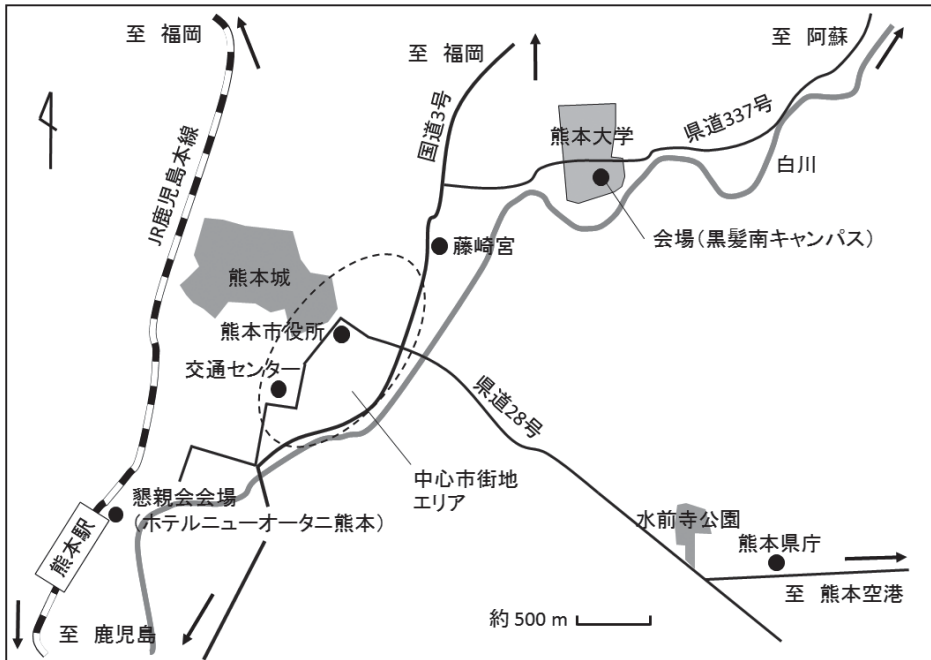 至 福岡
至 福岡
至 阿蘇
JR鹿児島本線
国道3号
熊本大学
県道337号
白川
会場(黒髪南キャンパス)
藤崎宮
熊本城
熊本市役所
交通センター
県道28号
中心市街地
エリア
懇親会会場
(ホテルニューオータニ熊本)
熊本駅
水前寺公園
熊本県庁
至 熊本空港
約 500 m
至 鹿児島